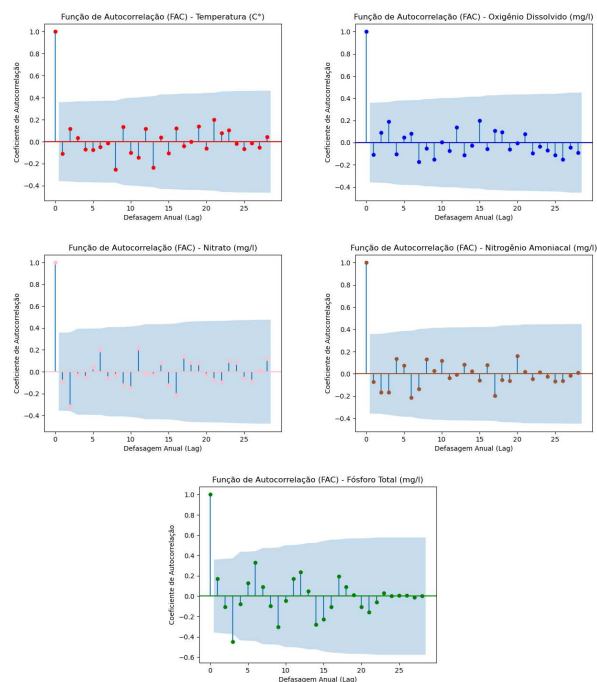 Função de Autocorrelação (FAC) - Temperatura (C°)
Coeficiente de Autocorrelação
1.0
0.8
0.6
0.4
0.2
0.0
−0.2
−0.4
0 5 10 15 20 25
Defasagem Anual (Lag)
Função de Autocorrelação (FAC) - Oxigênio Dissolvido (mg/l)
Coeficiente de Autocorrelação
1.0
0.8
0.6
0.4
0.2
0.0
−0.2
−0.4
0 5 10 15 20 25
Defasagem Anual (Lag)
Função de Autocorrelação (FAC) - Nitrato (mg/l)
Coeficiente de Autocorrelação
1.0
0.8
0.6
0.4
0.2
0.0
−0.2
−0.4
0 5 10 15 20 25
Defasagem Anual (Lag)
Função de Autocorrelação (FAC) - Nitrogênio Amoniacal (mg/l)
Coeficiente de Autocorrelação
1.0
0.8
0.6
0.4
0.2
0.0
−0.2
−0.4
0 5 10 15 20 25
Defasagem Anual (Lag)
Função de Autocorrelação (FAC) - Fósforo Total (mg/l)
Coeficiente de Autocorrelação
1.0
0.8
0.6
0.4
0.2
0.0
−0.2
−0.4
−0.6
0 5 10 15 20 25
Defasagem Anual (Lag)